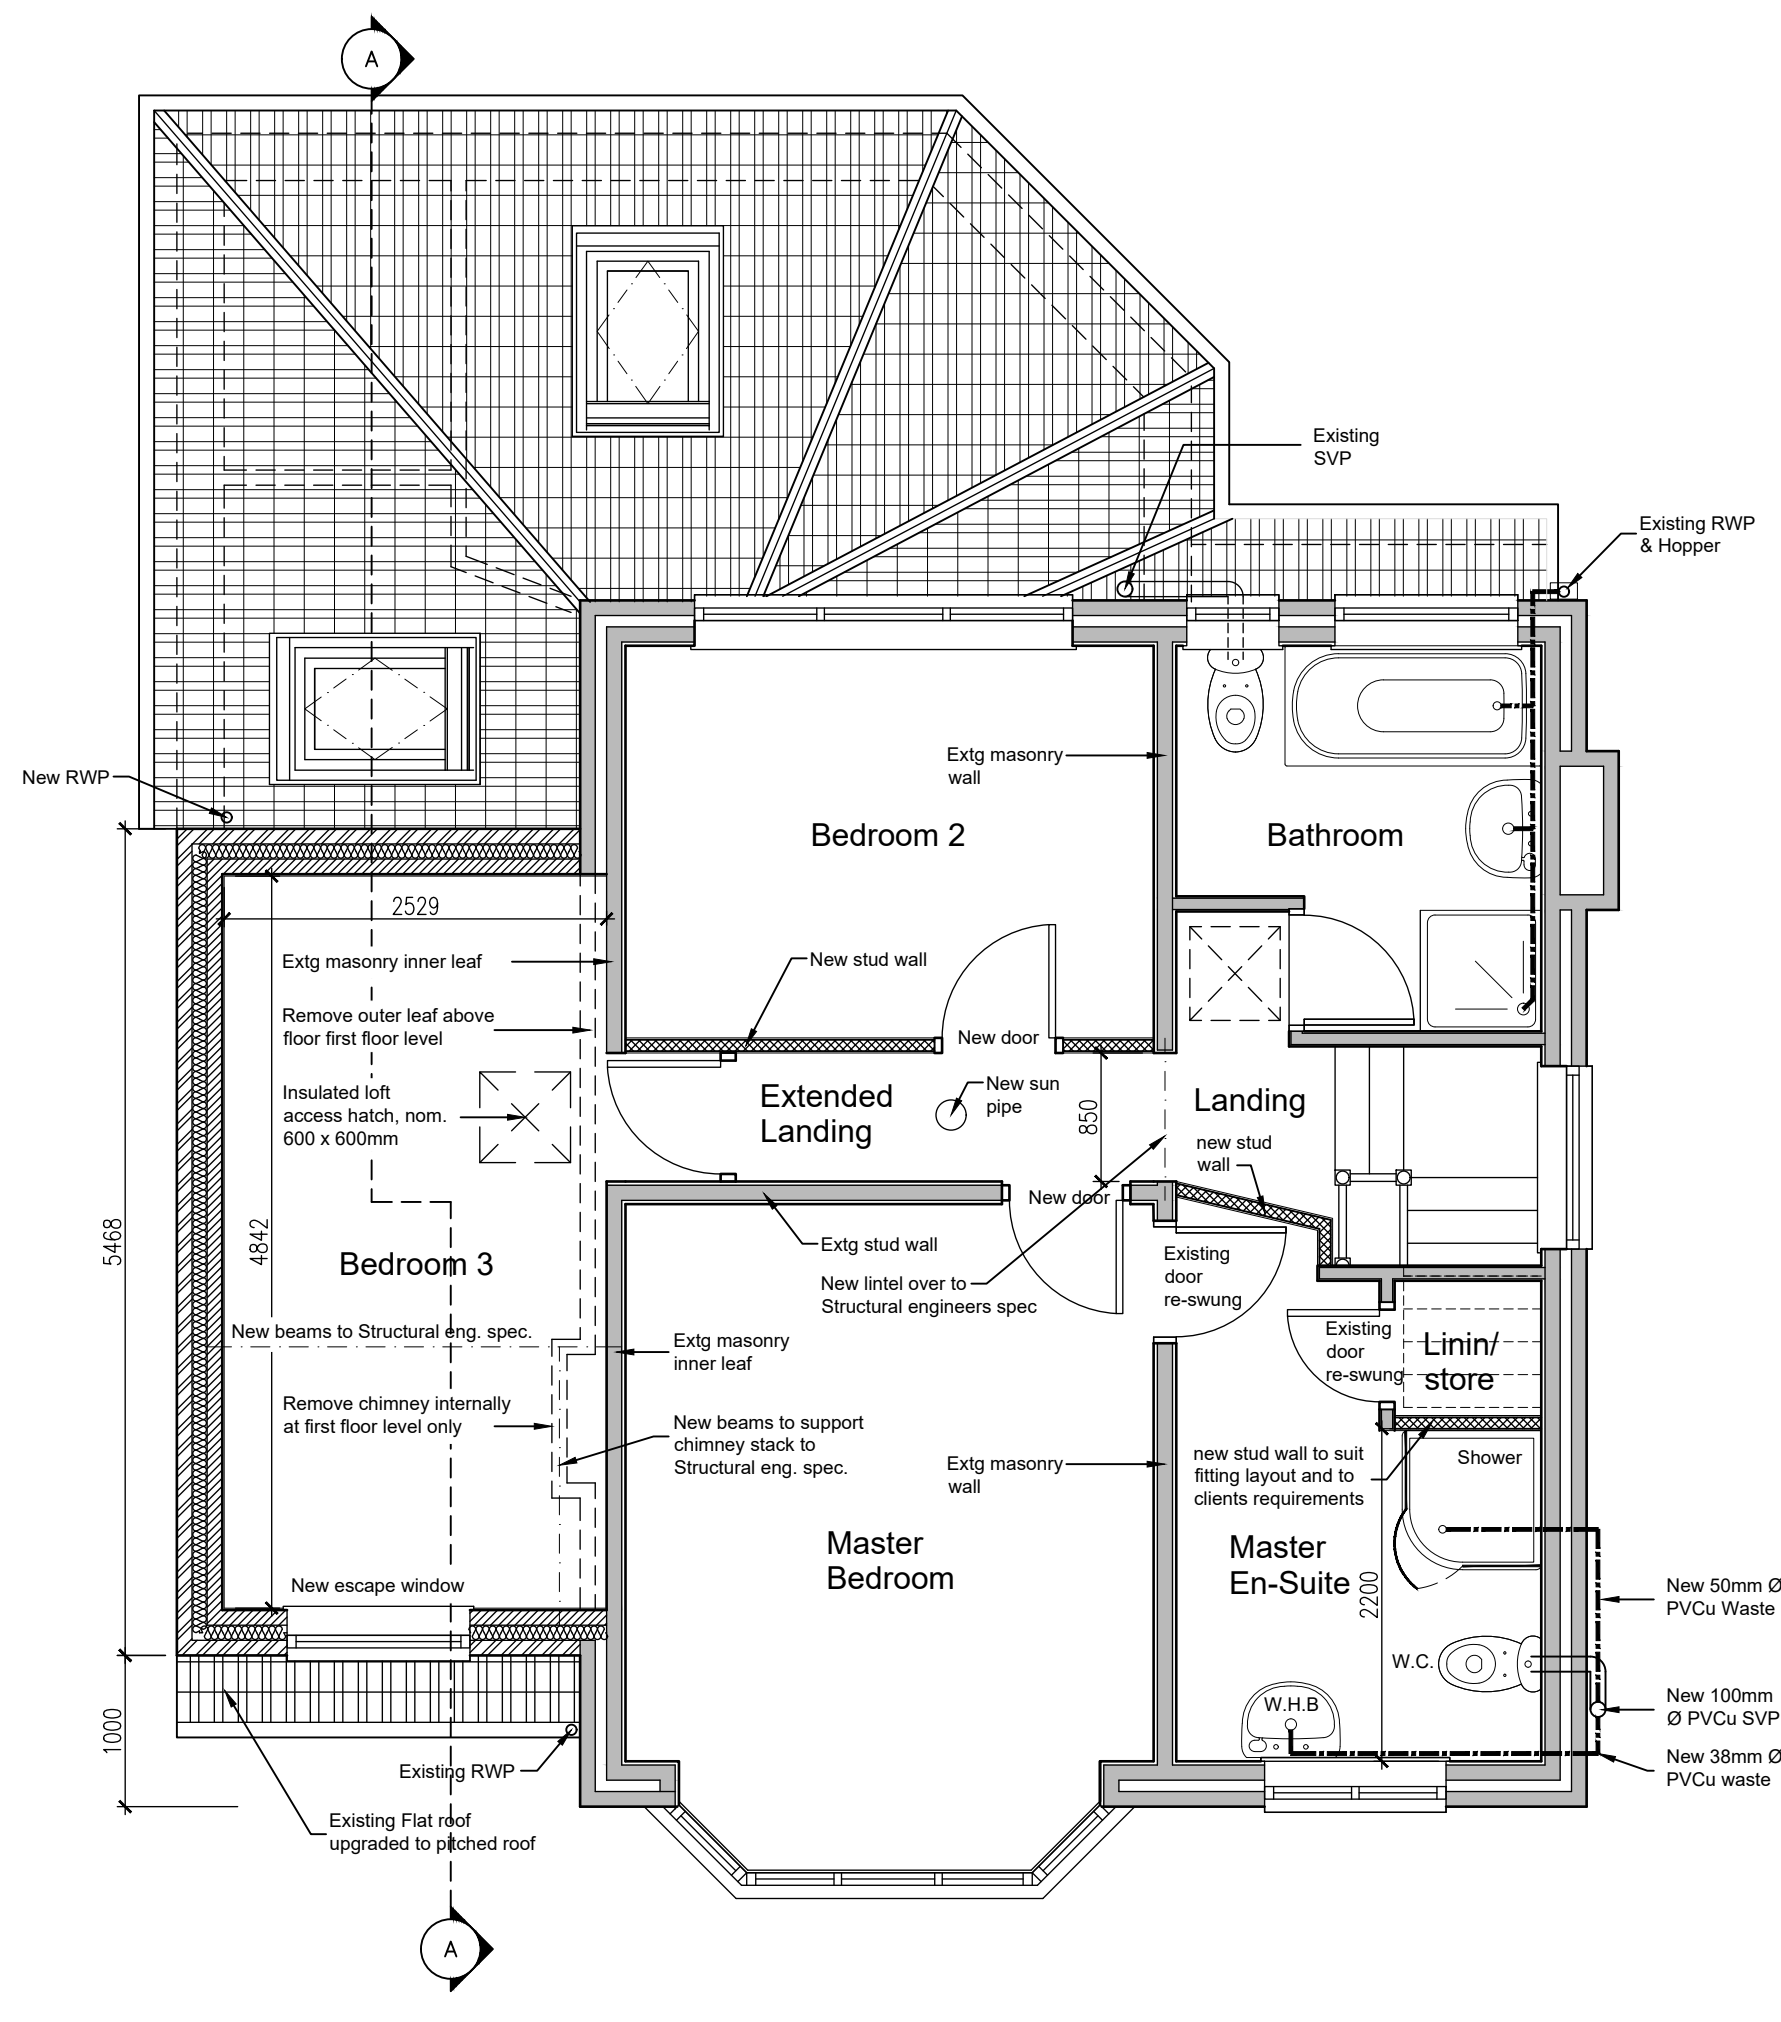 A
Existing
SVP
Existing RWP
& Hopper
New RWP
Extg masonry
wall
Bedroom 2
Bathroom
2529
Extg masonry inner leaf
New stud wall
Remove outer leaf above
floor first floor level
New door
Insulated loft
access hatch, nom.
600 x 600mm
Extended
Landing
New sun
pipe
850
Landing
new stud
wall
New door
5468
4842
Bedroom 3
Extg stud wall
New lintel over to
Structural engineers spec
Existing
door
re-swung
Existing
door
re-swung
Linin/
store
New beams to Structural eng. spec.
Extg masonry
inner leaf
Remove chimney internally
at first floor level only
New beams to support
chimney stack to
Structural eng. spec.
Extg masonry
wall
new stud wall to suit
fitting layout and to
clients requirements
Shower
Master
Bedroom
Master
En-Suite
2200
New escape window
New 50mm Ø
PVCu Waste
W.C.
W.H.B
New 100mm
Ø PVCu SVP
1000
Existing RWP
New 38mm Ø
PVCu waste
Existing Flat roof
upgraded to pitched roof
A